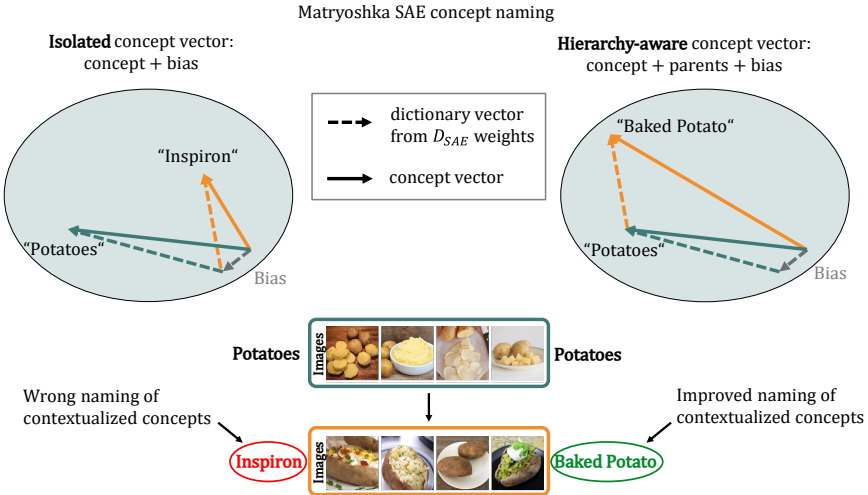 Matryoshka SAE concept naming
Isolated concept vector:
concept + bias
Hierarchy-aware concept vector:
concept + parents + bias
dictionary vector
from D_SAE weights
concept vector
“Inspiron“
“Potatoes“
Bias
“Baked Potato“
“Potatoes“
Bias
Potatoes
Images
Potatoes
Wrong naming of
contextualized concepts
Improved naming of
contextualized concepts
Inspiron
Images
Baked Potato